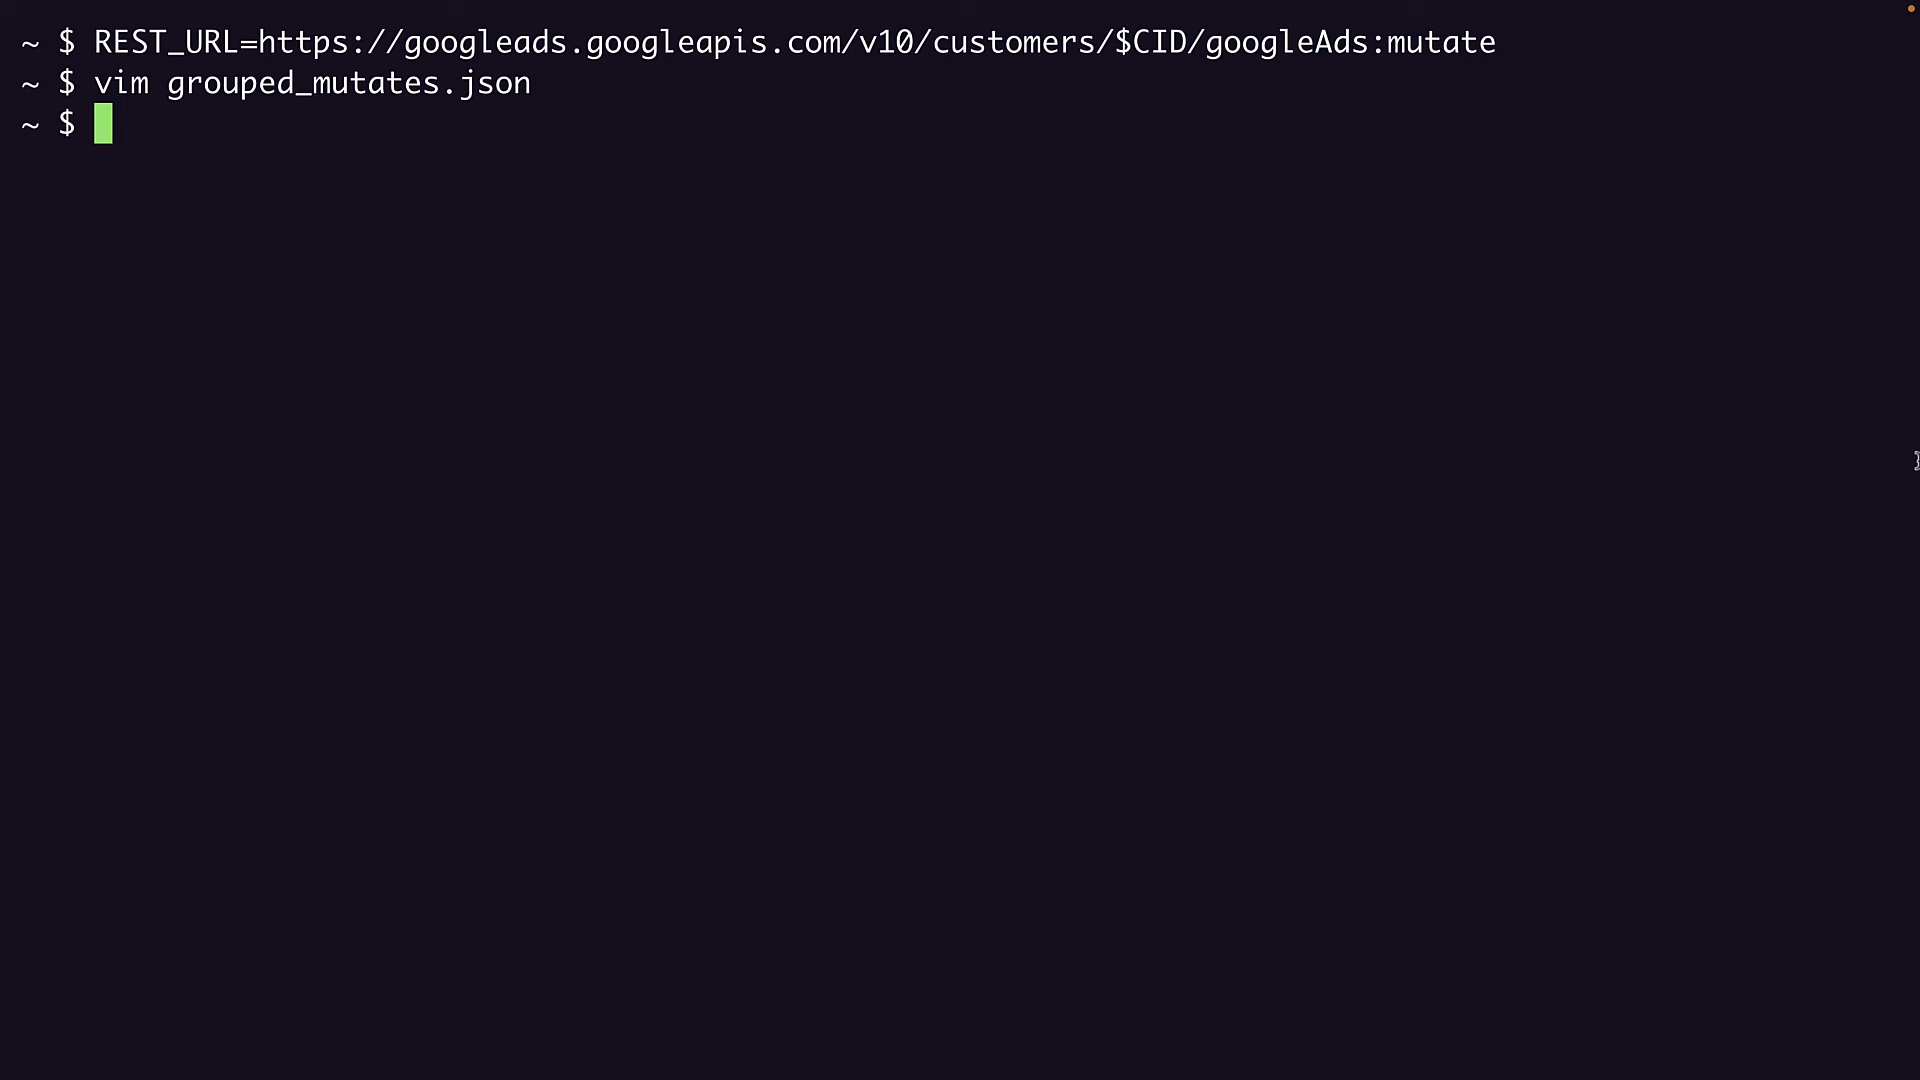 ~ $ REST_URL=https://googleads.googleapis.com/v10/customers/$CID/googleAds:mutate
~ $ vim grouped_mutates.json
~ $